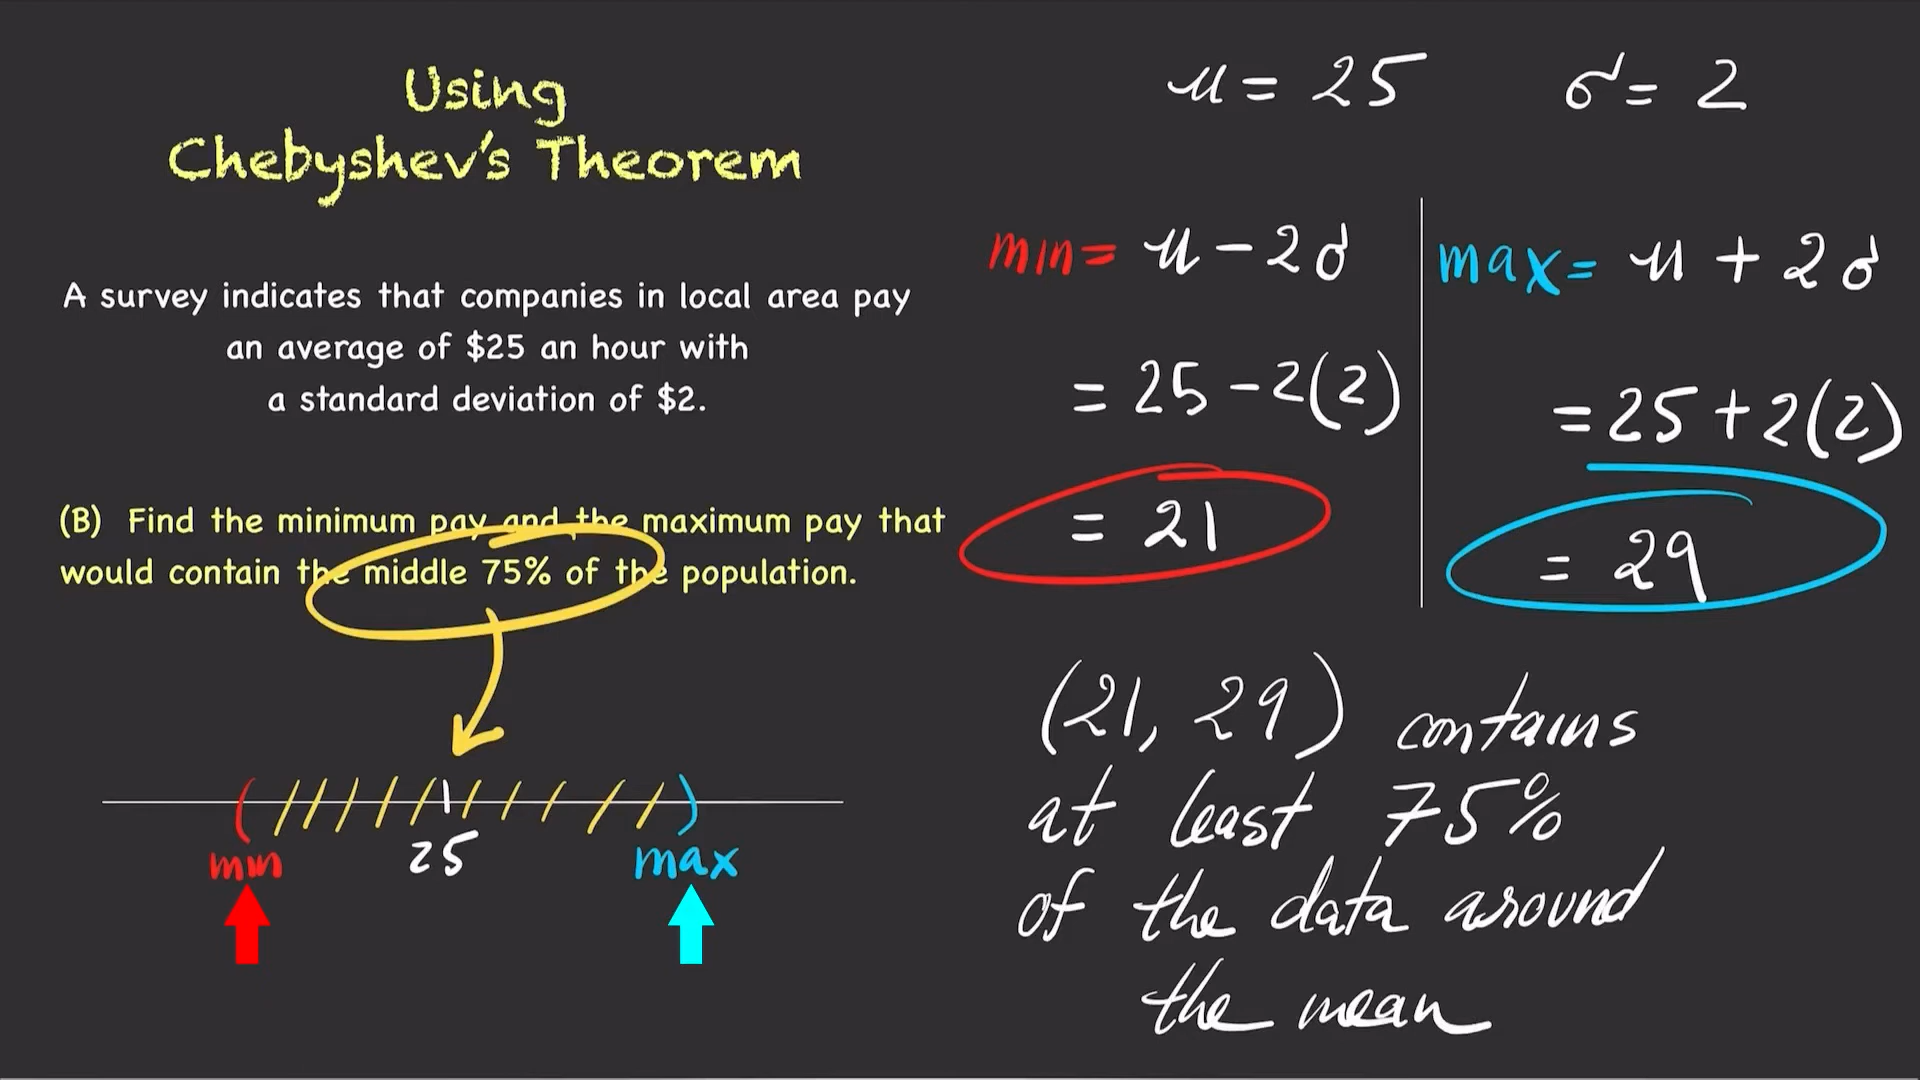 Using
Chebyshev's Theorem
A survey indicates that companies in local area pay
an average of $25 an hour with
a standard deviation of $2.
(B) Find the minimum pay and the maximum pay that
would contain the middle 75% of the population.
min
25
max
μ = 25 σ = 2
min = μ - 2σ
= 25 - 2(2)
= 21
max = μ + 2σ
= 25 + 2(2)
= 29
(21, 29) contains
at least 75%
of the data around
the mean